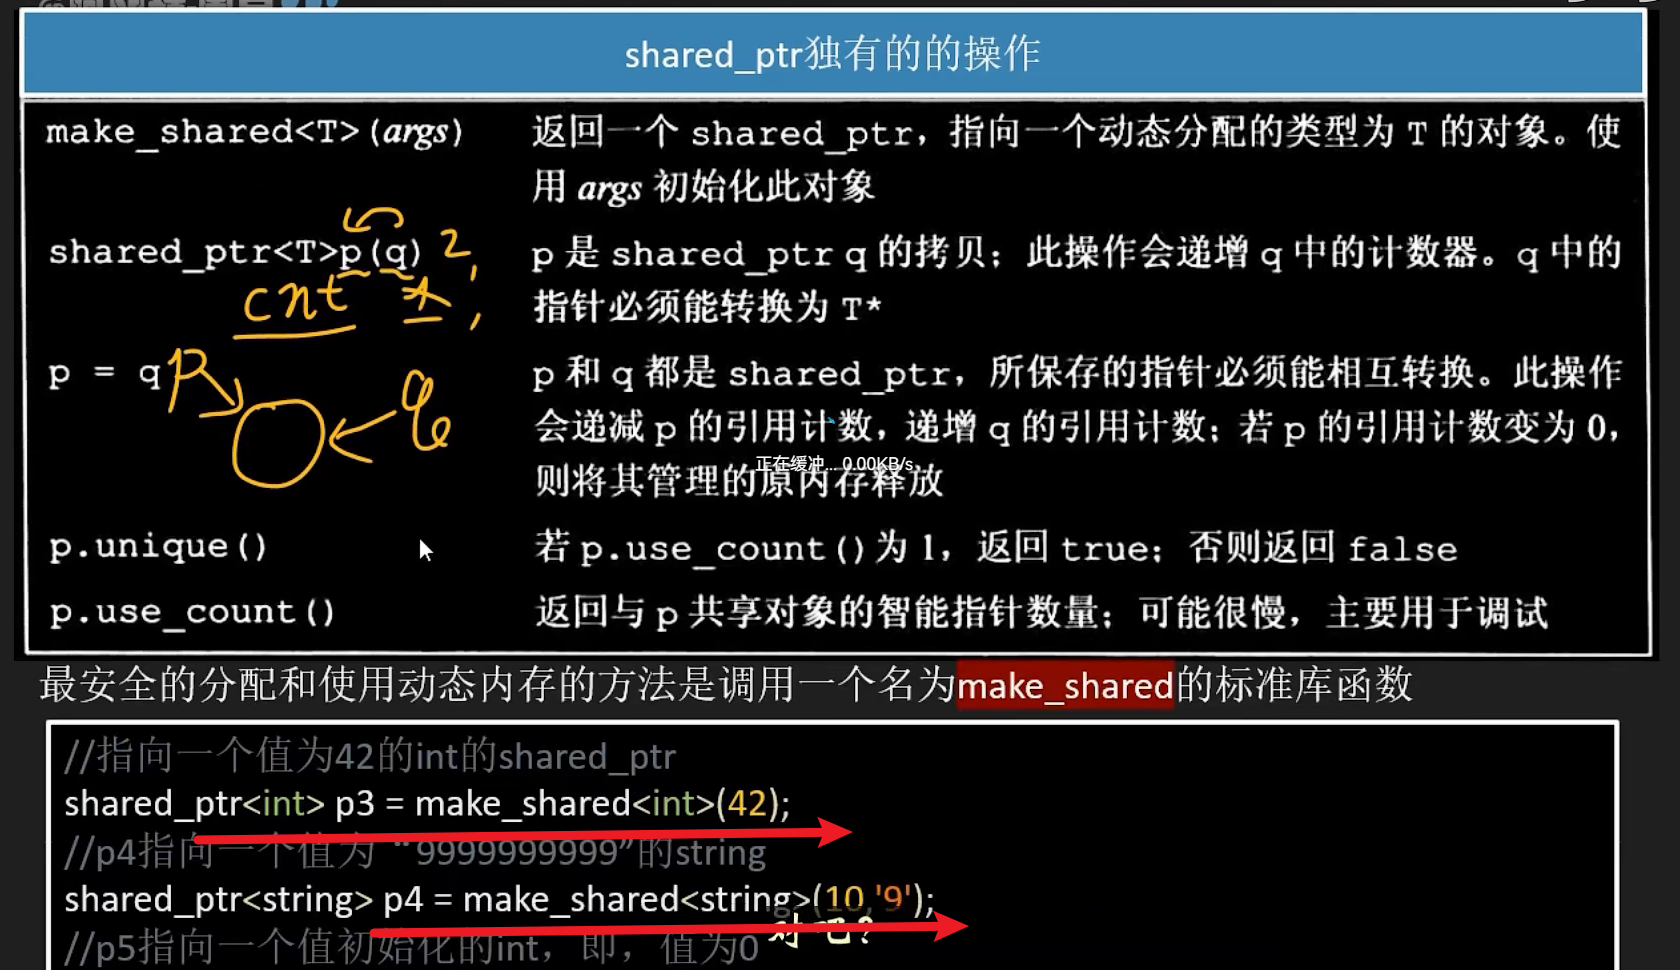 shared_ptr独有的的操作
make_shared<T>(args) 返回一个 shared_ptr，指向一个动态分配的类型为 T 的对象。使
用 args 初始化此对象
shared_ptr<T>p(q) 2, p 是 shared_ptr q 的拷贝；此操作会递增 q 中的计数器。q 中的
cnt 指针必须能转换为 T*
p = q p p 和 q 都是 shared_ptr，所保存的指针必须能相互转换。此操作
q 会递减 p 的引用计数，递增 q 的引用计数；若 p 的引用计数变为 0，
正在缓冲... 0.00KB/s
则将其管理的原内存释放
p.unique() 若 p.use_count()为 1，返回 true；否则返回 false
p.use_count() 返回与 p 共享对象的智能指针数量；可能很慢，主要用于调试
最安全的分配和使用动态内存的方法是调用一个名为make_shared的标准库函数
//指向一个值为42的int的shared_ptr
shared_ptr<int> p3 = make_shared<int>(42);
//p4指向一个值为“9999999999”的string
shared_ptr<string> p4 = make_shared<string>(10,'9');
对吧？
//p5指向一个值初始化的int，即，值为0